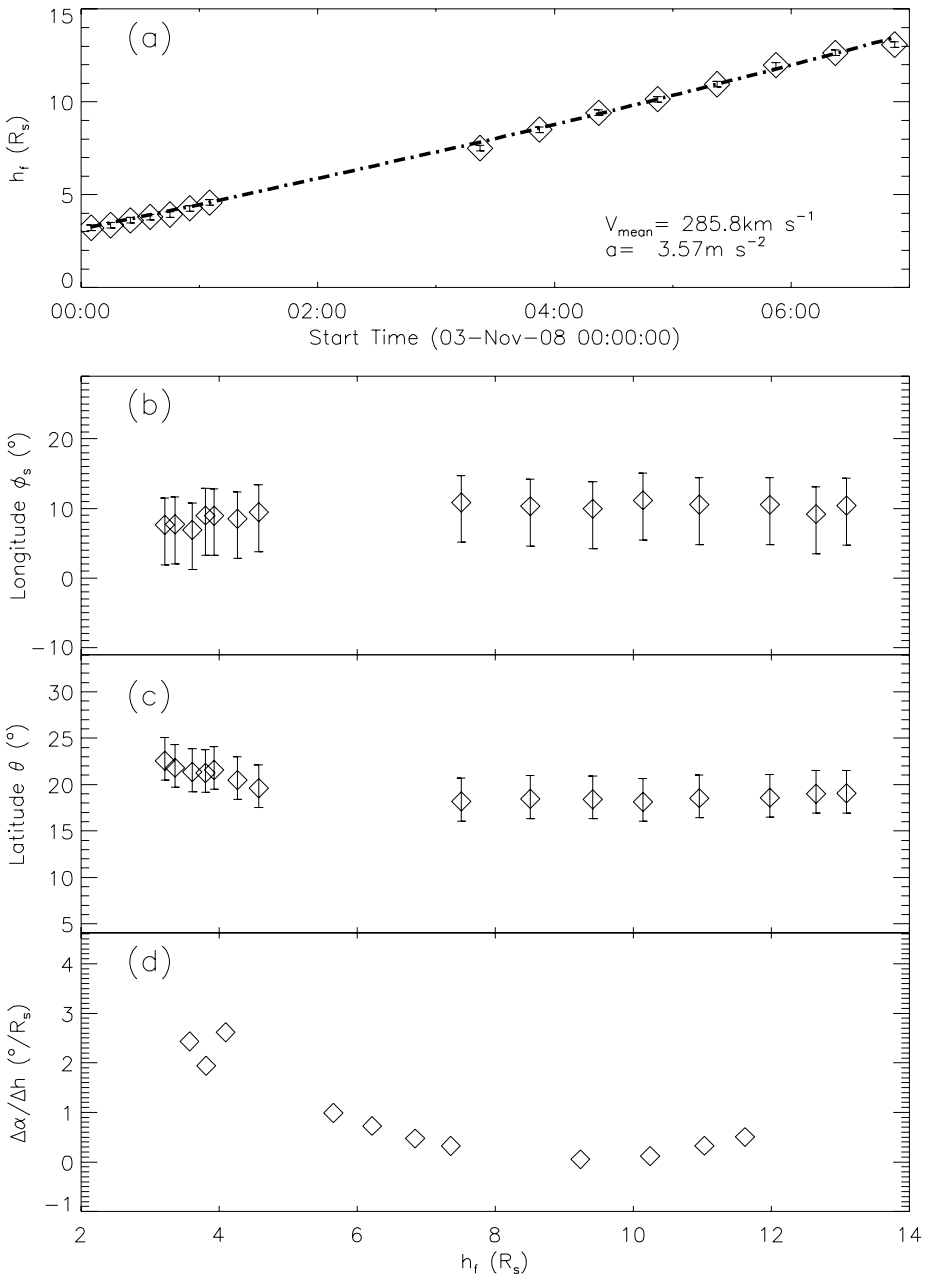 15
(a)
10
h_f (R_s)
5
V_mean= 285.8km s^−1
a= 3.57m s^−2
0
00:00 02:00 04:00 06:00
Start Time (03−Nov−08 00:00:00)
(b)
20
10
Longitude ϕ_s (°)
0
−10
(c)
30
25
20
Latitude θ (°)
15
10
5
(d)
4
3
2
Δα/Δh (°/R_s)
1
0
−1
2 4 6 8 10 12 14
h_f (R_s)